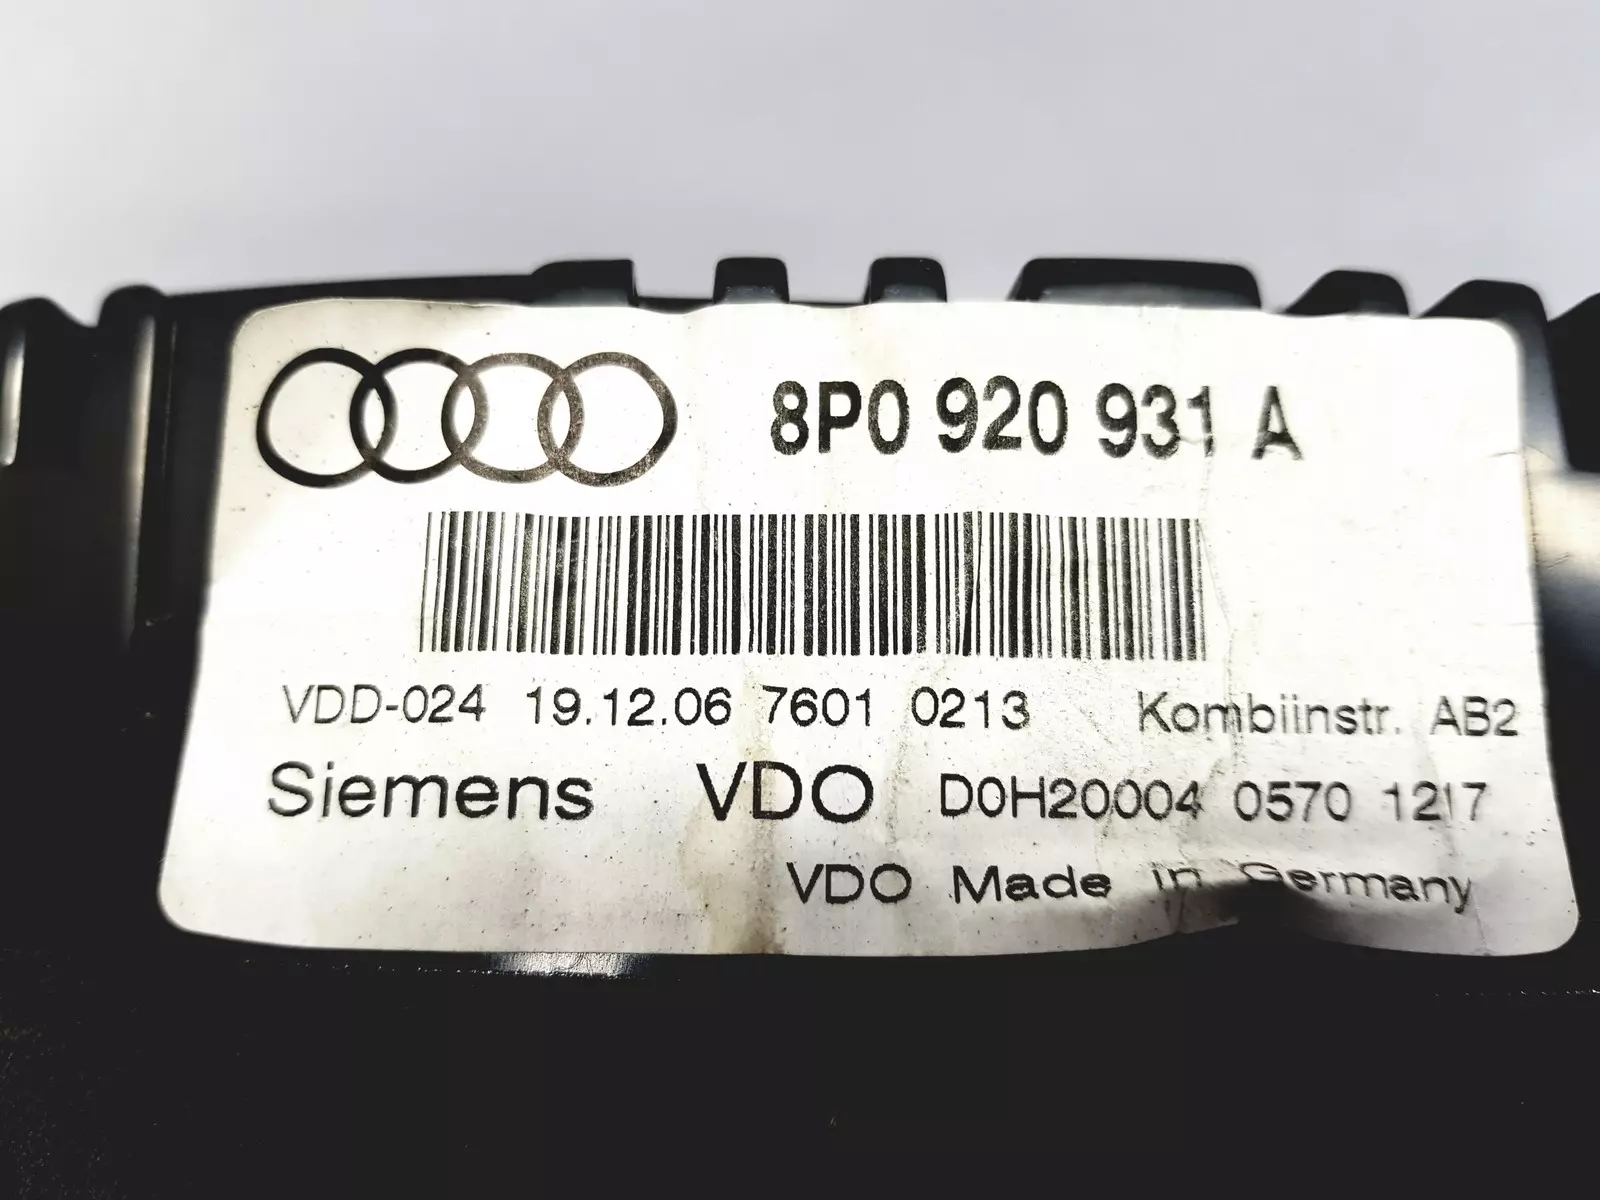 8P0 920 931 A
VDD-024 19.12.06 7601 0213 Kombiinstr. AB2
Siemens VDO D0H20004 0570 1217
VDO Made in Germany